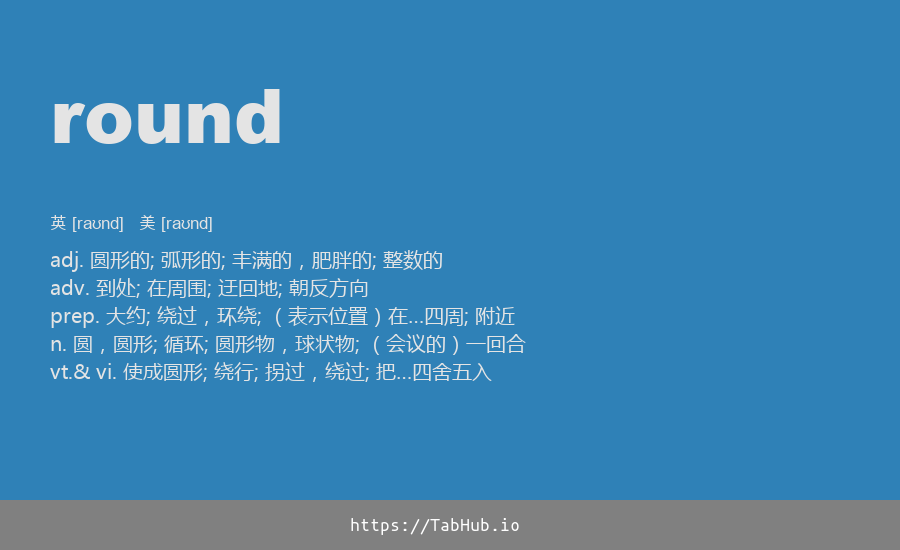 round
英 [raʊnd] 美 [raʊnd]
adj. 圆形的; 弧形的; 丰满的，肥胖的; 整数的
adv. 到处; 在周围; 迂回地; 朝反方向
prep. 大约; 绕过，环绕; （表示位置）在...四周; 附近
n. 圆，圆形; 循环; 圆形物，球状物; （会议的）一回合
vt.& vi. 使成圆形; 绕行; 拐过，绕过; 把...四舍五入
https://TabHub.io